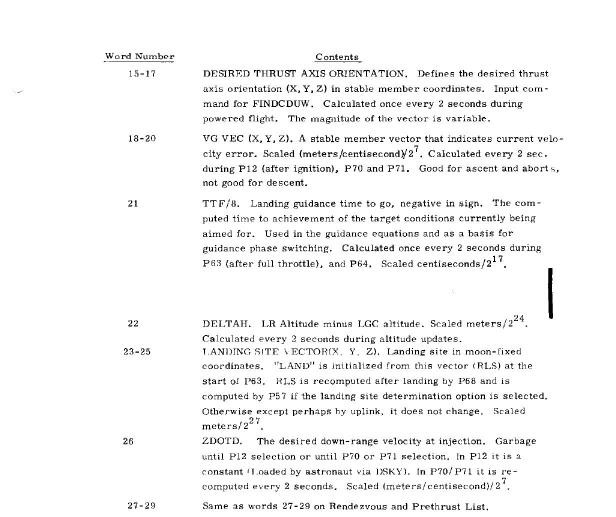 Word Number Contents
15-17 DESIRED THRUST AXIS ORIENTATION. Defines the desired thrust
axis orientation (X, Y, Z) in stable member coordinates. Input com-
mand for FINDCDUW. Calculated once every 2 seconds during
powered flight. The magnitude of the vector is variable.
18-20 VG VEC (X, Y, Z). A stable member vector that indicates current velo-
city error. Scaled (meters/centisecond)/2^7. Calculated every 2 sec.
during P12 (after ignition), P70 and P71. Good for ascent and aborts,
not good for descent.
21 TTF/8. Landing guidance time to go, negative in sign. The com-
puted time to achievement of the target conditions currently being
aimed for. Used in the guidance equations and as a basis for
guidance phase switching. Calculated once every 2 seconds during
P63 (after full throttle), and P64. Scaled centiseconds/2^17.
22 DELTAH. LR Altitude minus LGC altitude. Scaled meters/2^24.
Calculated every 2 seconds during altitude updates.
23-25 LANDING SITE VECTOR(X, Y, Z). Landing site in moon-fixed
coordinates. "LAND" is initialized from this vector (RLS) at the
start of P63. RLS is recomputed after landing by P68 and is
computed by P57 if the landing site determination option is selected.
Otherwise except perhaps by uplink, it does not change. Scaled
meters/2^27.
26 ZDOTD. The desired down-range velocity at injection. Garbage
until P12 selection or until P70 or P71 selection. In P12 it is a
constant (Loaded by astronaut via DSKY). In P70/P71 it is re-
computed every 2 seconds. Scaled (meters/centisecond)/2^7.
27-29 Same as words 27-29 on Rendezvous and Prethrust List.